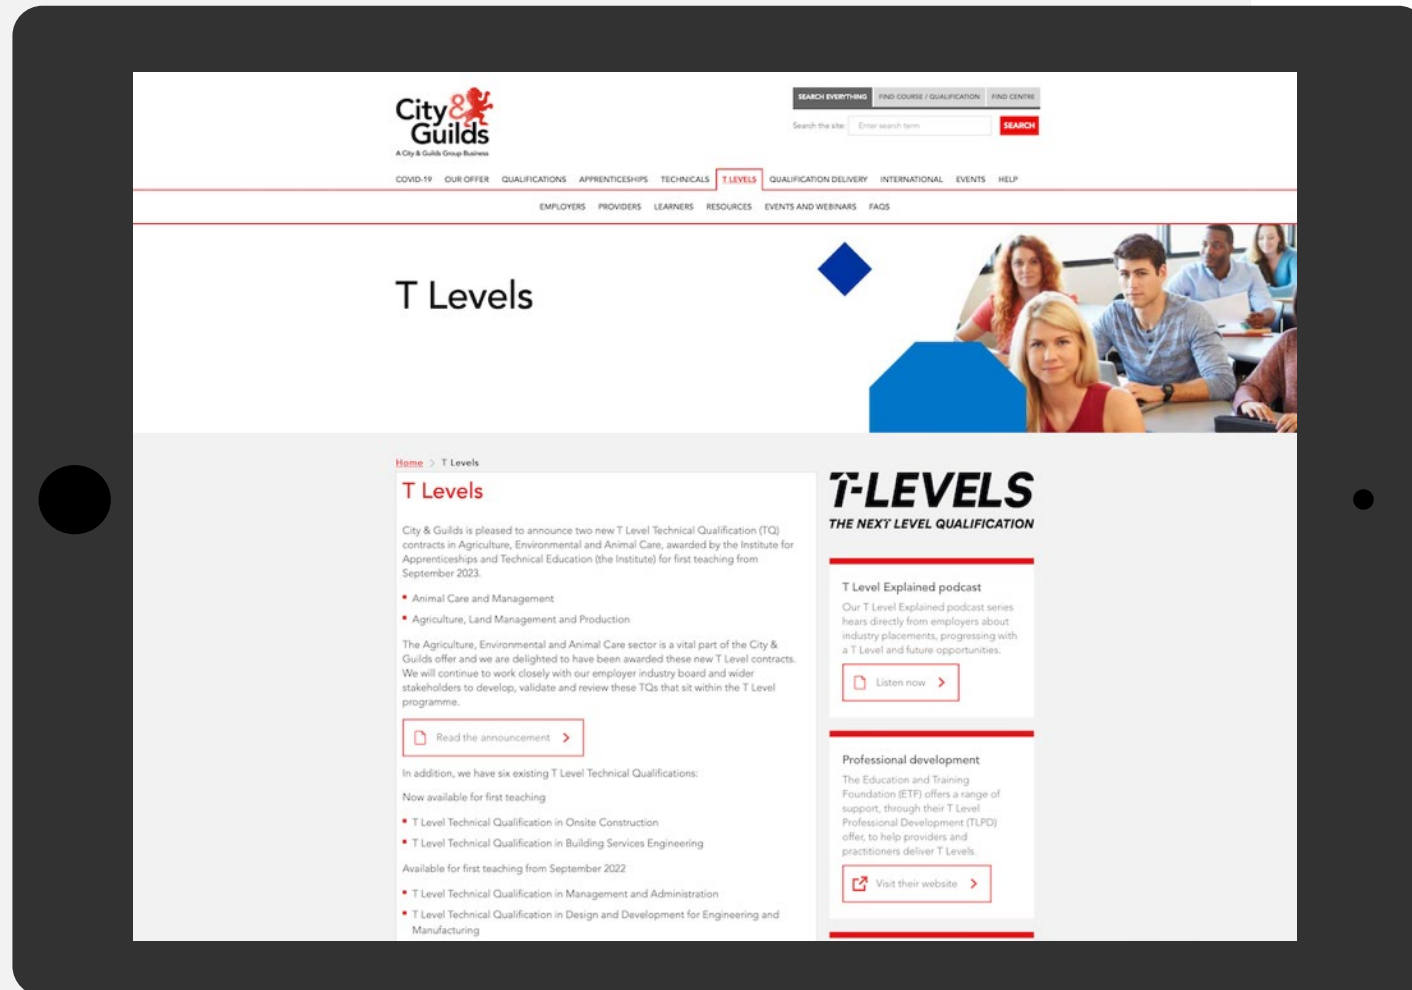 City&
Guilds
A City & Guilds Group Business
SEARCH EVERYTHING FIND COURSE / QUALIFICATION FIND CENTRE
Search the site: Enter search term SEARCH
COVID-19 OUR OFFER QUALIFICATIONS APPRENTICESHIPS TECHNICALS T LEVELS QUALIFICATION DELIVERY INTERNATIONAL EVENTS HELP
EMPLOYERS PROVIDERS LEARNERS RESOURCES EVENTS AND WEBINARS FAQS
T Levels
Home > T Levels
T Levels
City & Guilds is pleased to announce two new T Level Technical Qualification (TQ)
contracts in Agriculture, Environmental and Animal Care, awarded by the Institute for
Apprenticeships and Technical Education (the Institute) for first teaching from
September 2023.
Animal Care and Management
Agriculture, Land Management and Production
The Agriculture, Environmental and Animal Care sector is a vital part of the City &
Guilds offer and we are delighted to have been awarded these new T Level contracts.
We will continue to work closely with our employer industry board and wider
stakeholders to develop, validate and review these TQs that sit within the T Level
programme.
Read the announcement
In addition, we have six existing T Level Technical Qualifications:
Now available for first teaching
T Level Technical Qualification in Onsite Construction
T Level Technical Qualification in Building Services Engineering
Available for first teaching from September 2022
T Level Technical Qualification in Management and Administration
T Level Technical Qualification in Design and Development for Engineering and
Manufacturing
T-LEVELS
THE NEXT LEVEL QUALIFICATION
T Level Explained podcast
Our T Level Explained podcast series
hears directly from employers about
industry placements, progressing with
a T Level and future opportunities.
Listen now
Professional development
The Education and Training
Foundation (ETF) offers a range of
support, through their T Level
Professional Development (TLPD)
offer, to help providers and
practitioners deliver T Levels.
Visit their website